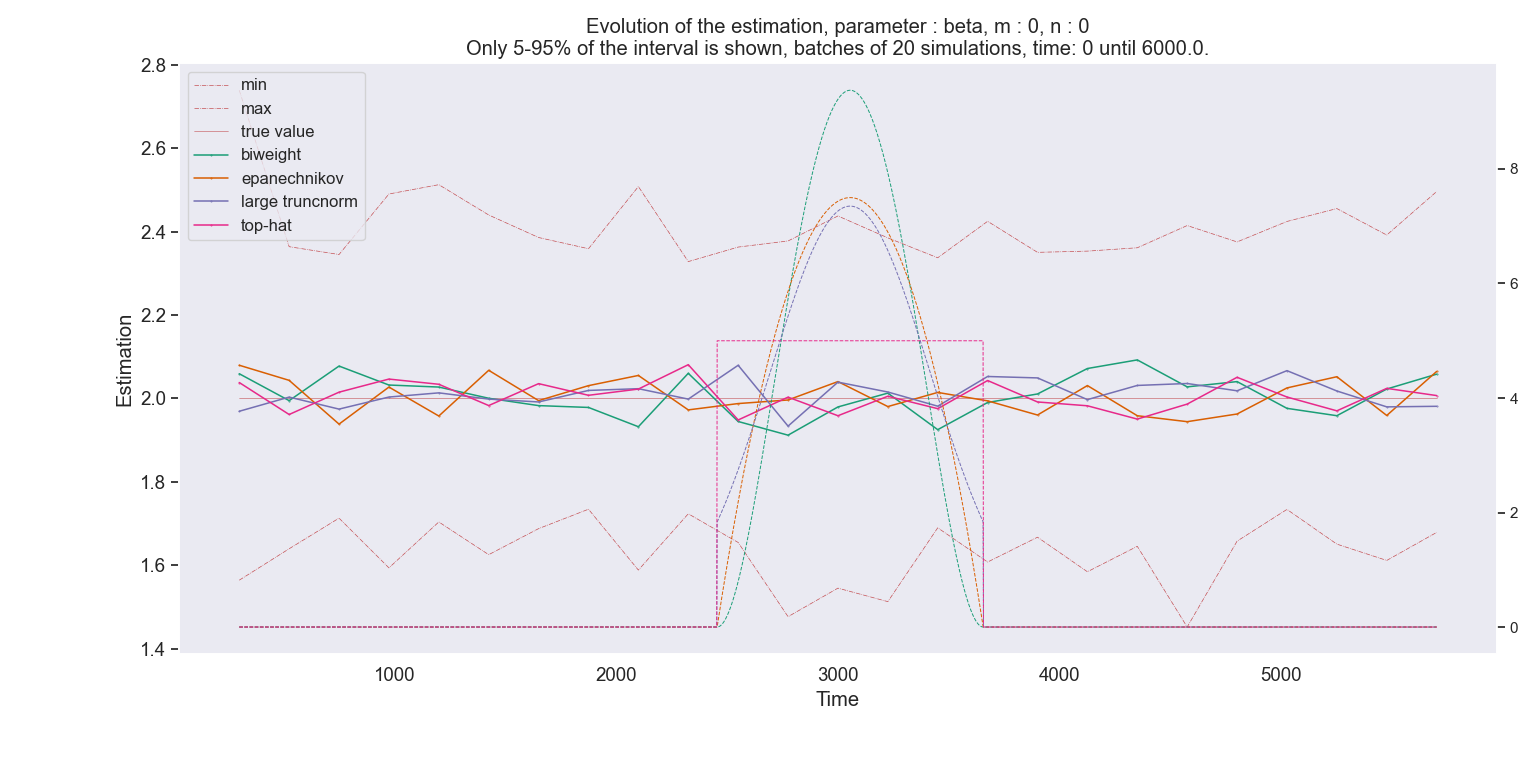 Evolution of the estimation, parameter : beta, m : 0, n : 0
Only 5-95% of the interval is shown, batches of 20 simulations, time: 0 until 6000.0.
min
max
true value
biweight
epanechnikov
large truncnorm
top-hat
Estimation
2.8
2.6
2.4
2.2
2.0
1.8
1.6
1.4
8
6
4
2
0
1000
2000
3000
4000
5000
Time